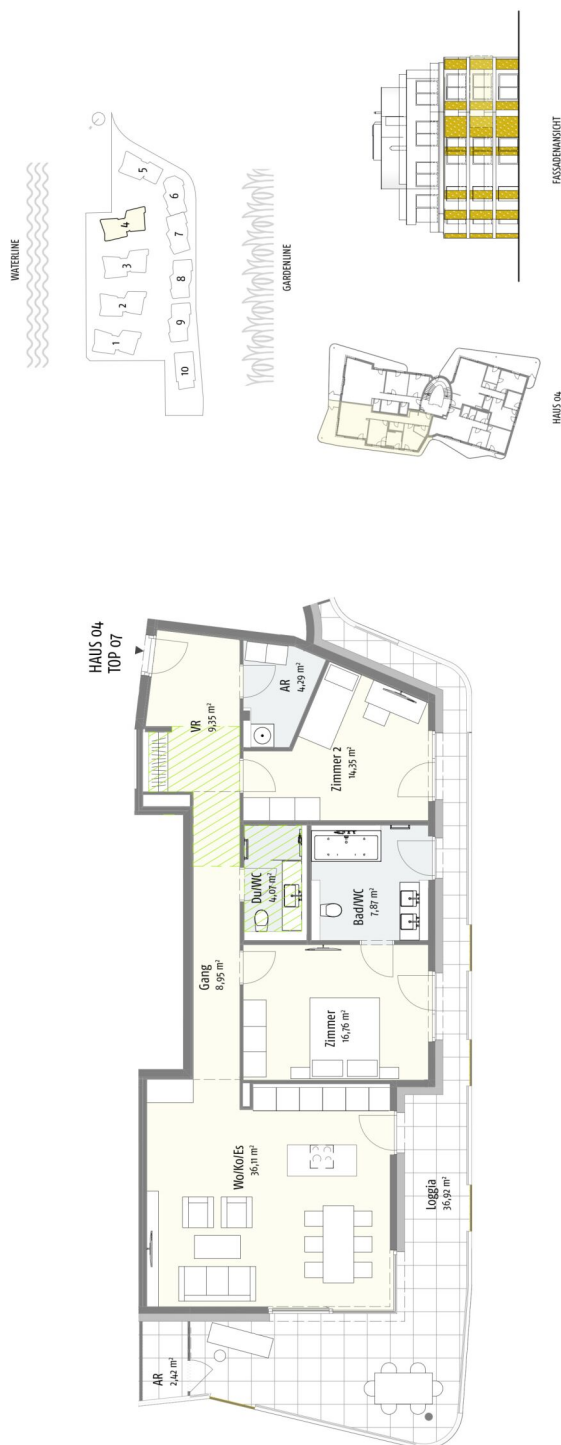 WATERLINE
1
2
3
4
5
6
7
8
9
10
GARDENLINE
HAUS 04
FASSADENANSICHT
HAUS 04
TOP 07
VR
9,35 m²
AR
4,29 m²
Zimmer 2
14,35 m²
Du/WC
4,07 m²
Bad/WC
7,87 m²
Gang
8,95 m²
Zimmer
16,76 m²
Wo/Ko/Es
36,11 m²
Loggia
36,92 m²
AR
2,42 m²